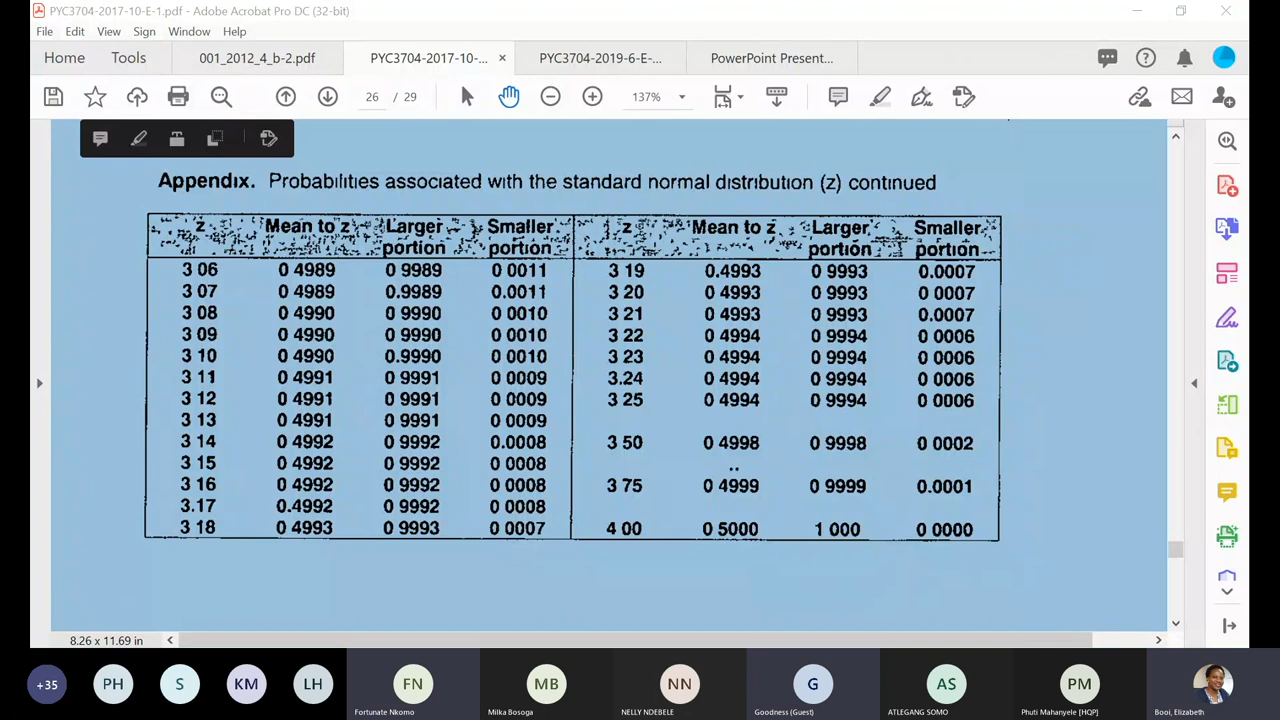 PYC3704-2017-10-E-1.pdf - Adobe Acrobat Pro DC (32-bit)
File Edit View Sign Window Help
Home Tools 001_2012_4_b-2.pdf PYC3704-2017-10-... × PYC3704-2019-6-E-... PowerPoint Present...
26 / 29 137%
Appendix. Probabilities associated with the standard normal distribution (z) continued
z Mean to z Larger portion Smaller portion z Mean to z Larger portion Smaller portion
3 06 0 4989 0 9989 0 0011 3 19 0.4993 0 9993 0.0007
3 07 0 4989 0.9989 0.0011 3 20 0 4993 0 9993 0 0007
3 08 0 4990 0 9990 0 0010 3 21 0 4993 0 9993 0.0007
3 09 0 4990 0 9990 0 0010 3 22 0 4994 0 9994 0 0006
3 10 0 4990 0.9990 0 0010 3 23 0 4994 0 9994 0 0006
3 11 0 4991 0 9991 0 0009 3.24 0 4994 0 9994 0 0006
3 12 0 4991 0 9991 0 0009 3 25 0 4994 0 9994 0 0006
3 13 0 4991 0 9991 0 0009
3 14 0 4992 0 9992 0.0008 3 50 0 4998 0 9998 0 0002
3 15 0 4992 0 9992 0 0008 ..
3 16 0 4992 0 9992 0 0008 3 75 0 4999 0 9999 0.0001
3.17 0.4992 0 9992 0 0008
3 18 0 4993 0 9993 0 0007 4 00 0 5000 1 000 0 0000
8.26 x 11.69 in
+35 PH S KM LH FN MB NN G AS PM
Fortunate Nkomo Milka Bosoga NELLY NDEBELE Goodness (Guest) ATLEGANG SOMO Phuti Mahanyele [HQP] Booi, Elizabeth